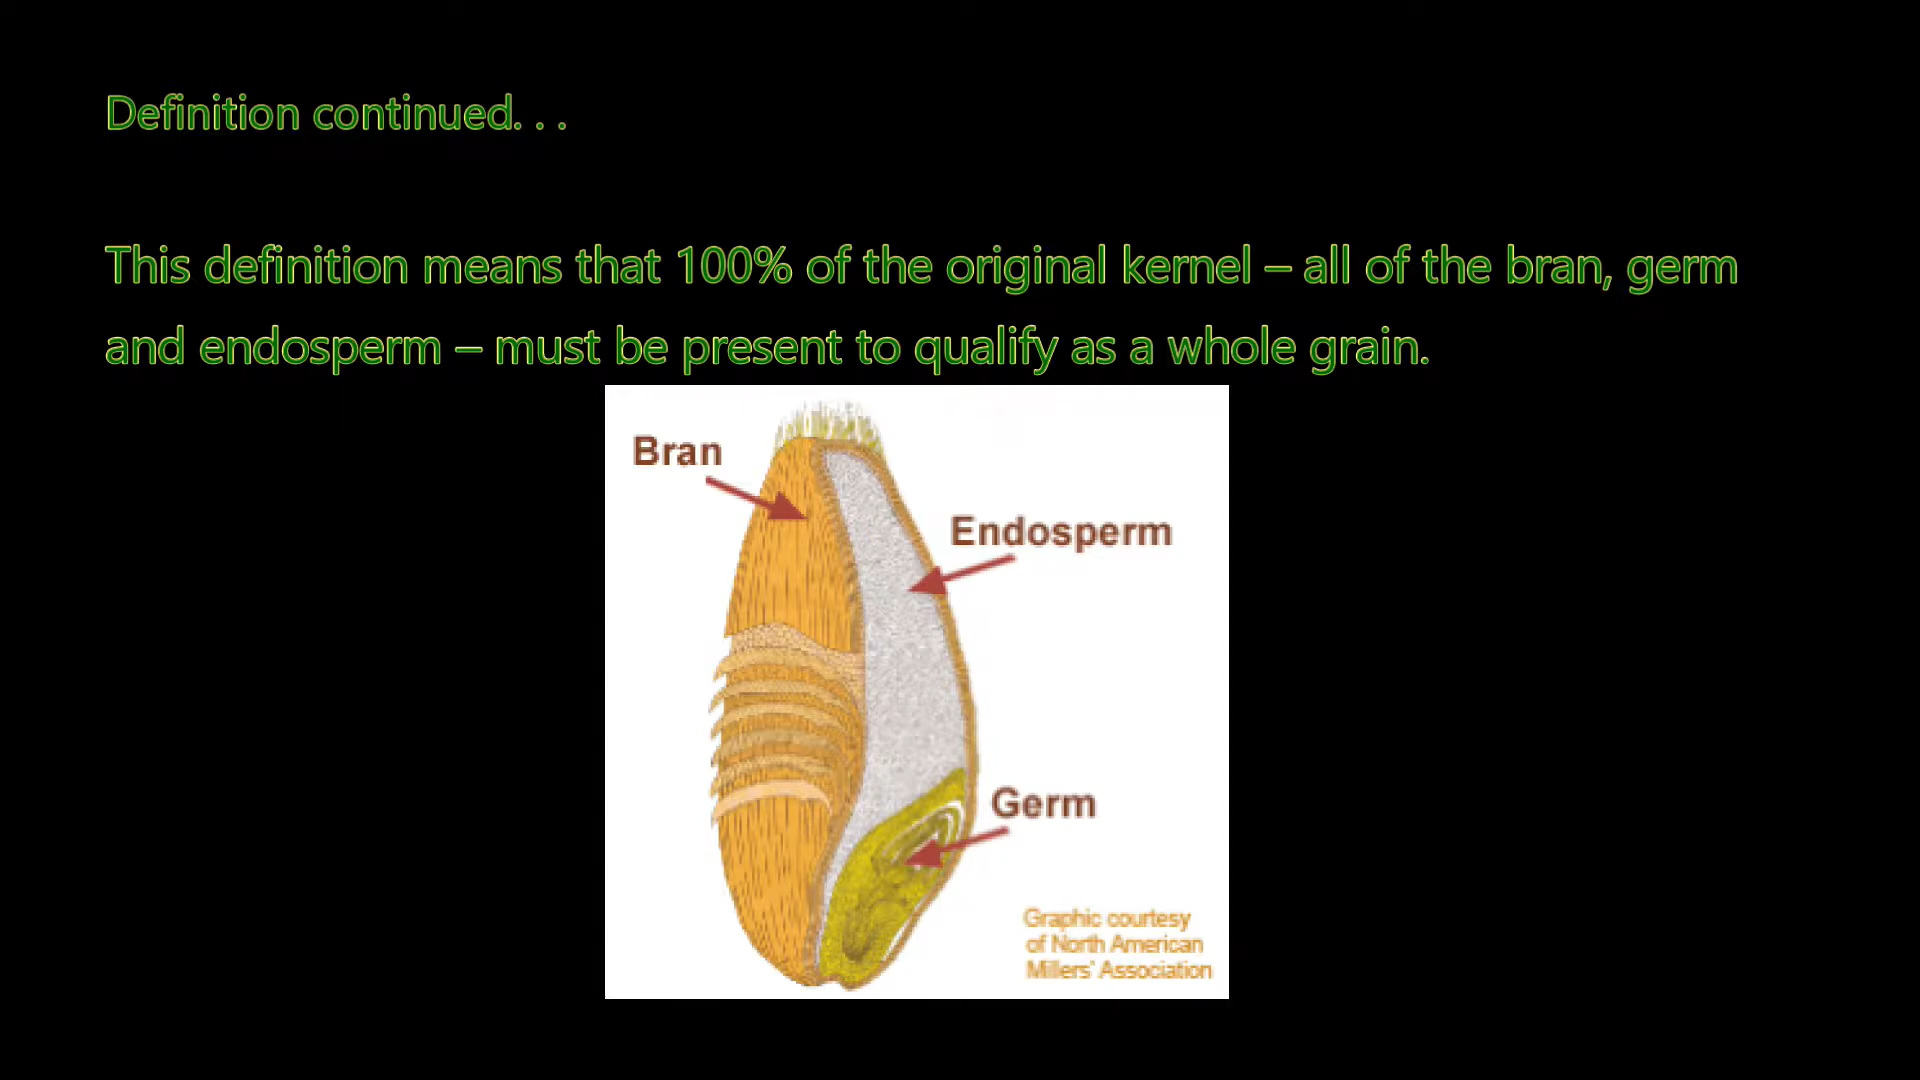 Definition continued. . .
This definition means that 100% of the original kernel – all of the bran, germ
and endosperm – must be present to qualify as a whole grain.
Bran
Endosperm
Germ
Graphic courtesy
of North American
Millers' Association